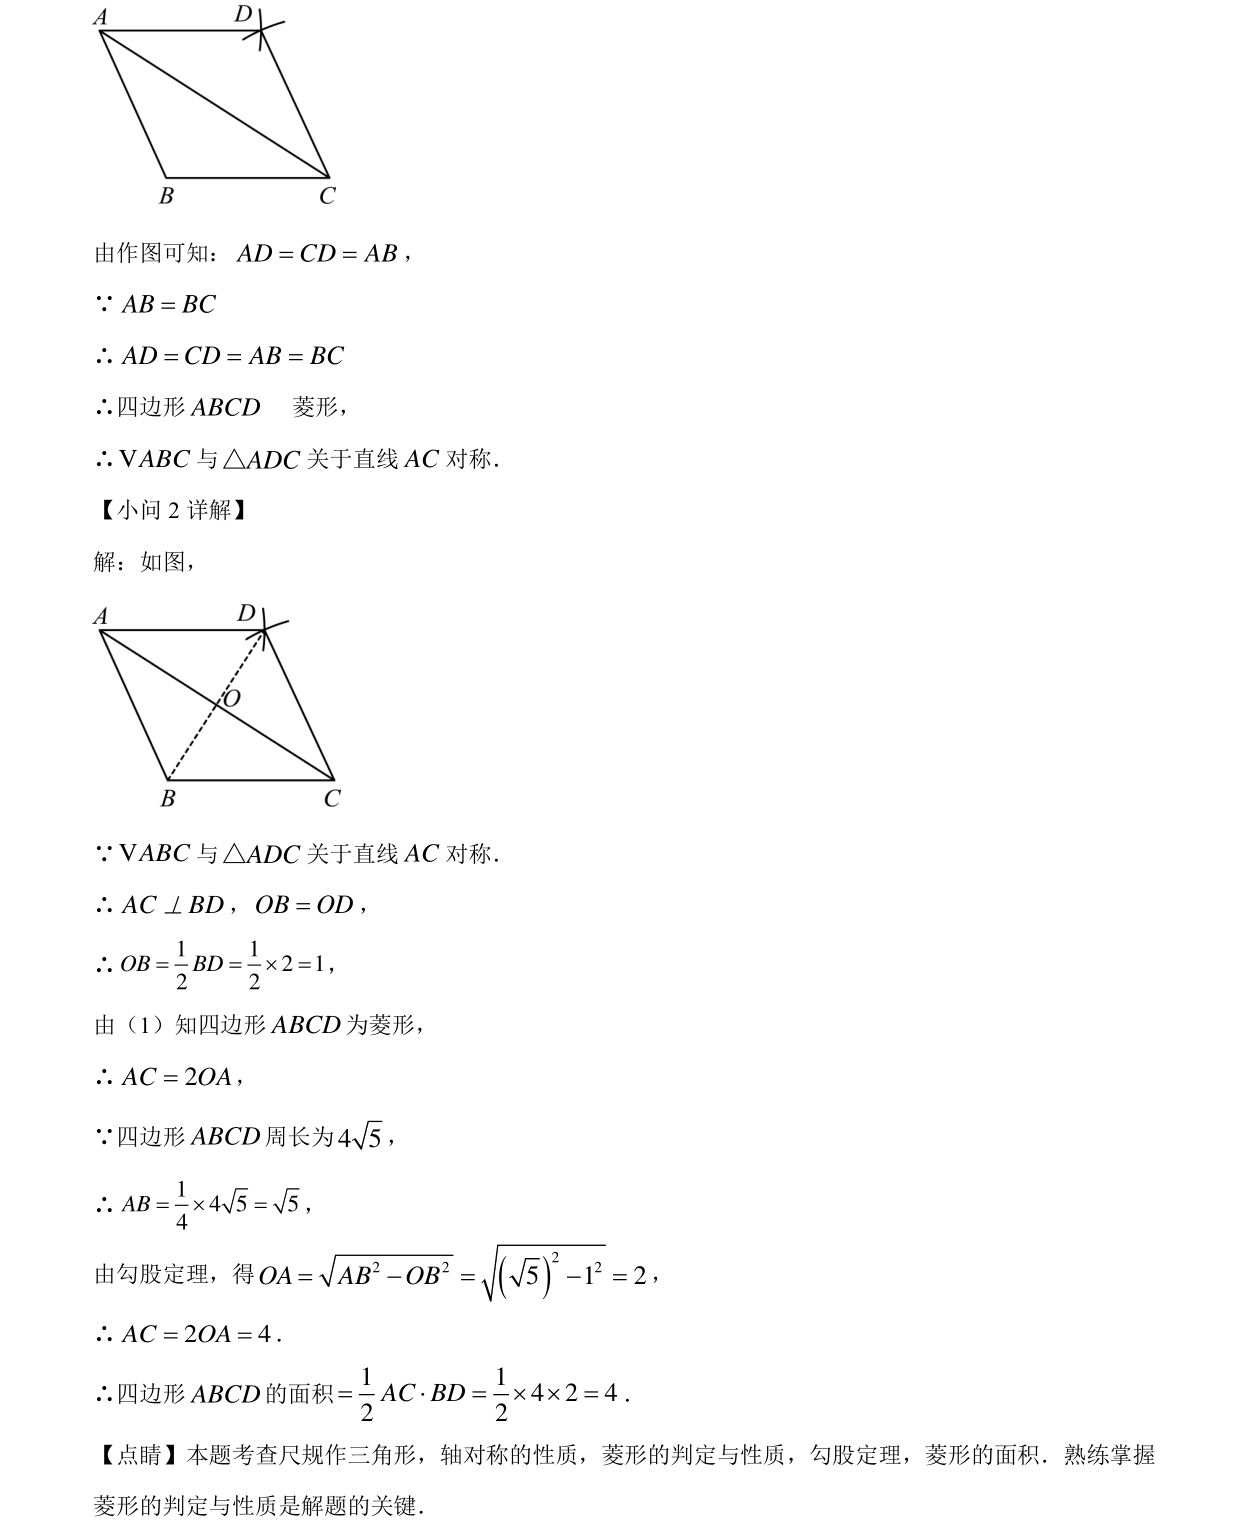 A D
B C
由作图可知：AD = CD = AB，
∵ AB = BC
∴ AD = CD = AB = BC
∴四边形 ABCD 菱形，
∴VABC 与△ADC 关于直线 AC 对称．
【小问 2 详解】
解：如图，
A D
O
B C
∵VABC 与△ADC 关于直线 AC 对称．
∴ AC ⊥ BD，OB = OD，
∴ OB = 1/2 BD = 1/2 × 2 = 1，
由（1）知四边形 ABCD 为菱形，
∴ AC = 2OA，
∵四边形 ABCD 周长为 4√5，
∴ AB = 1/4 × 4√5 = √5，
由勾股定理，得 OA = √(AB² − OB²) = √((√5)² − 1²) = 2，
∴ AC = 2OA = 4．
∴四边形 ABCD 的面积 = 1/2 AC · BD = 1/2 × 4 × 2 = 4．
【点睛】本题考查尺规作三角形，轴对称的性质，菱形的判定与性质，勾股定理，菱形的面积．熟练掌握
菱形的判定与性质是解题的关键．